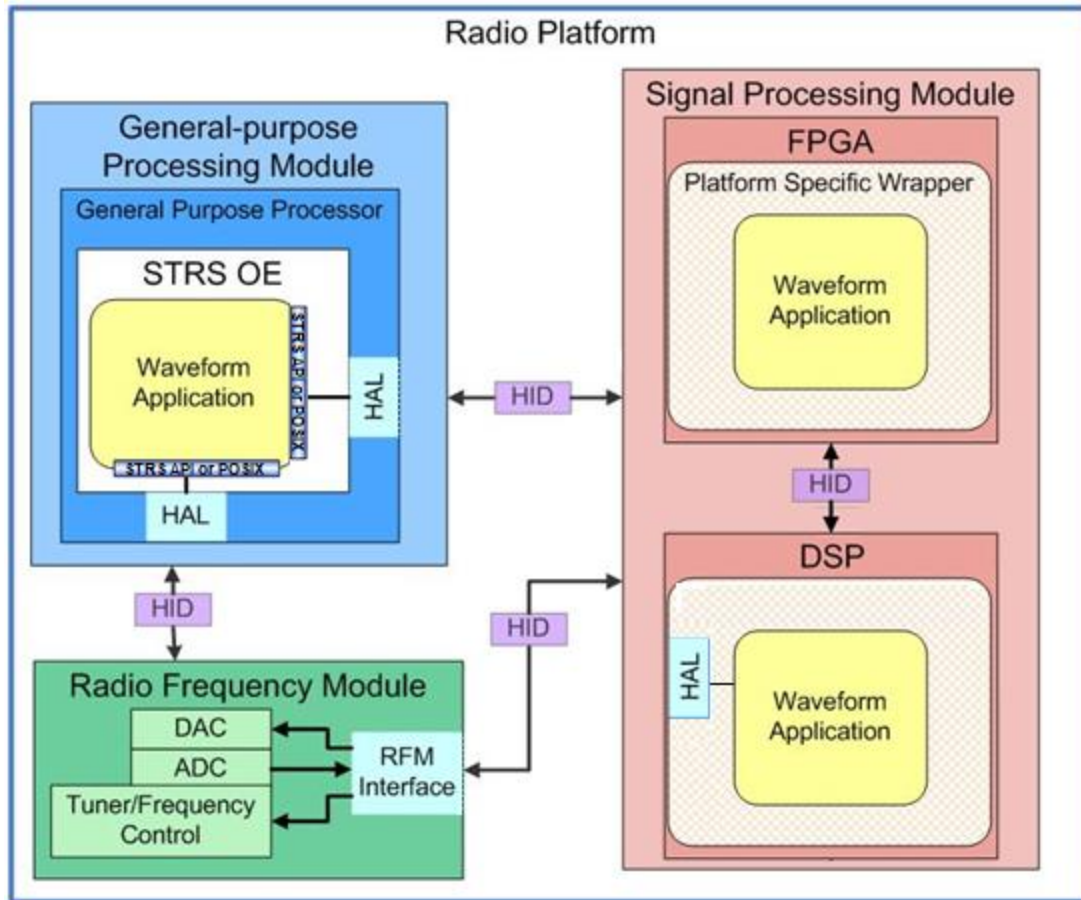 Radio Platform
General-purpose
Processing Module
General Purpose Processor
STRS OE
Waveform
Application
STRS API or POSIX
HAL
STRS API or POSIX
HAL
HID
HID
Radio Frequency Module
DAC
ADC
Tuner/Frequency
Control
RFM
Interface
HID
Signal Processing Module
FPGA
Platform Specific Wrapper
Waveform
Application
HID
DSP
HAL
Waveform
Application